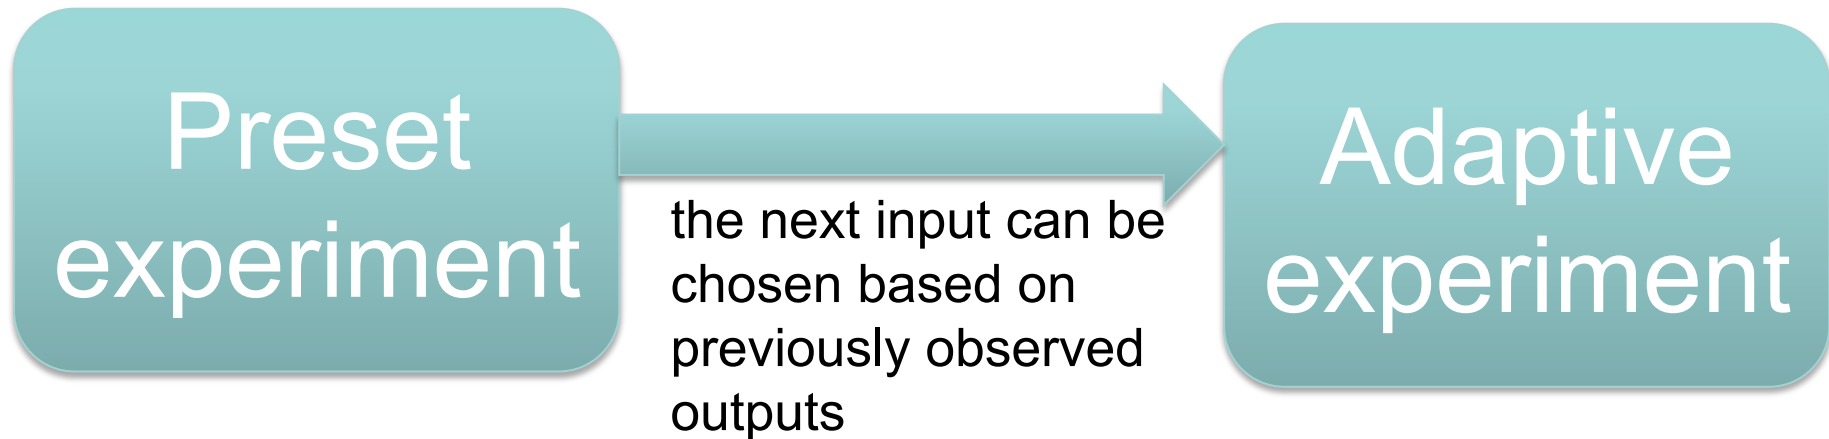 Preset
experiment
the next input can be
chosen based on
previously observed
outputs
Adaptive
experiment